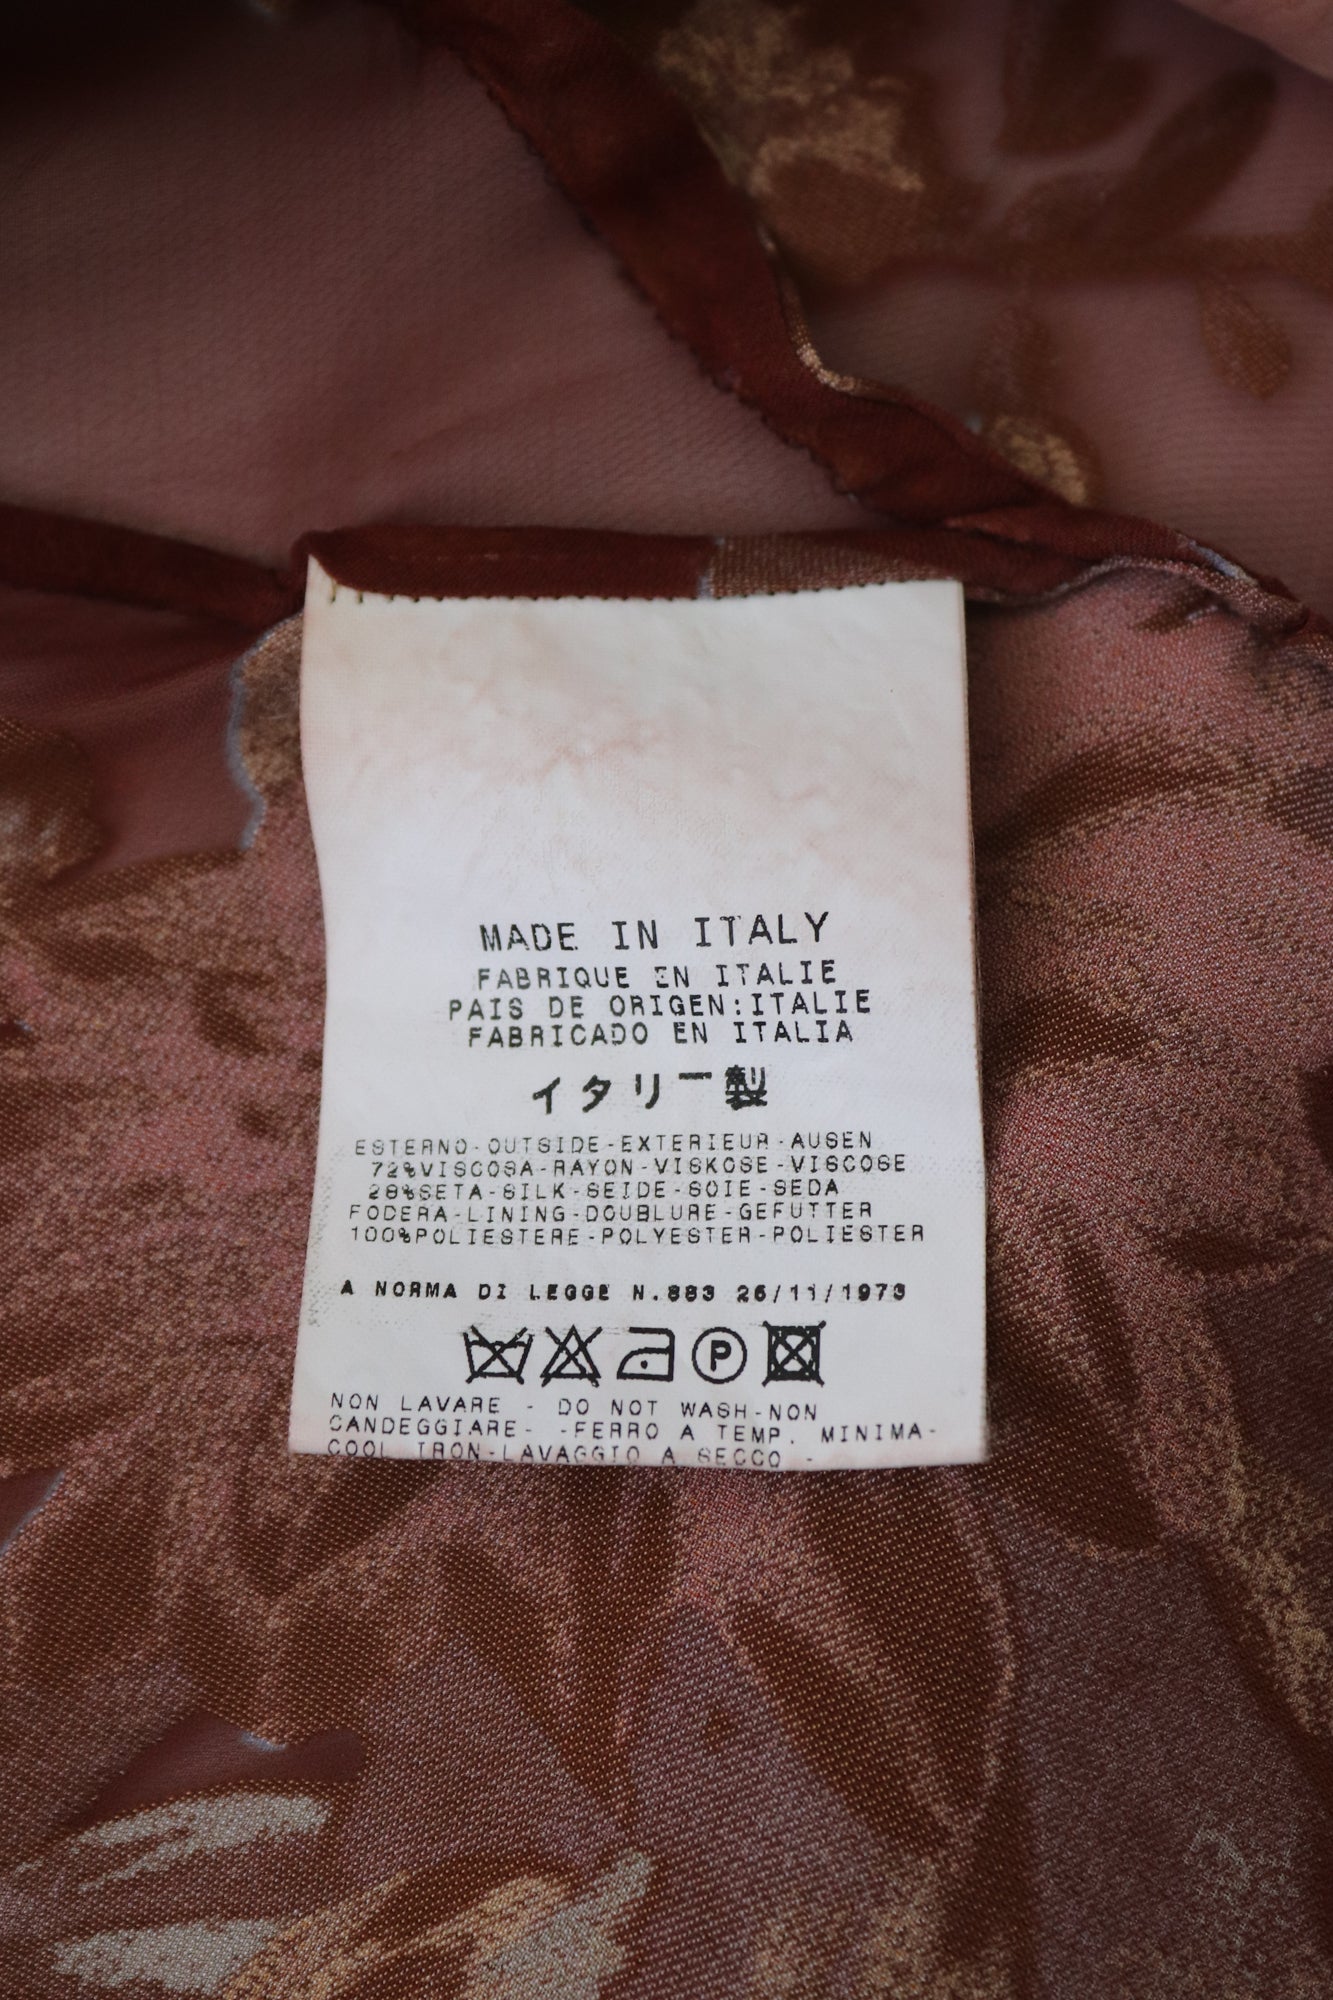 MADE IN ITALY
FABRIQUE EN ITALIE
PAIS DE ORIGEN:ITALIE
FABRICADO EN ITALIA
イタリー製
ESTERNO-OUTSIDE-EXTERIEUR-AUSEN
72%VISCOSA-RAYON-VISKOSE-VISCOSE
28%SETA-SILK-SEIDE-SOIE-SEDA
FODERA-LINING-DOUBLURE-GEFUTTER
100%POLIESTERE-POLYESTER-POLIESTER
A NORMA DI LEGGE N.883 26/11/1973
P
NON LAVARE - DO NOT WASH-NON
CANDEGGIARE- -FERRO A TEMP. MINIMA-
COOL IRON-LAVAGGIO A SECCO -